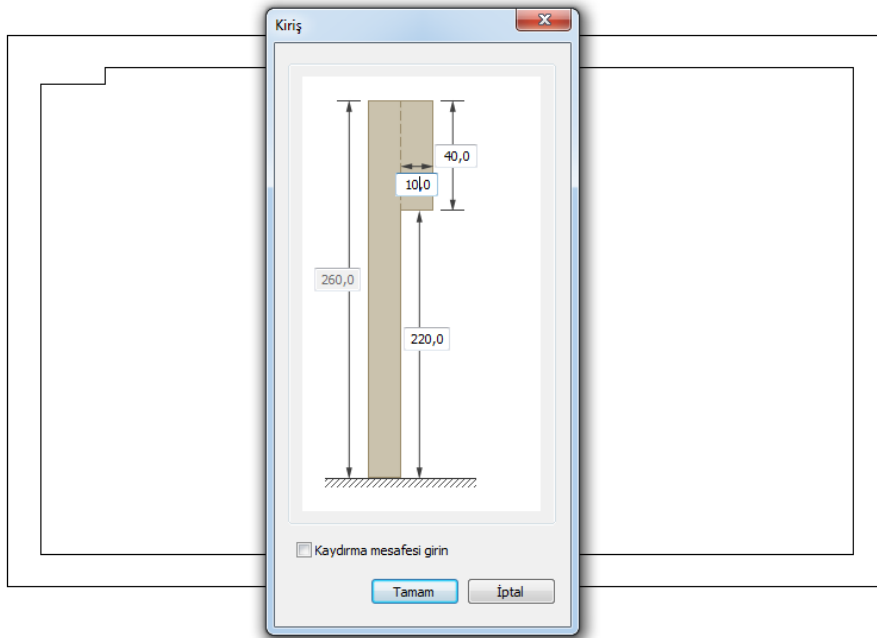 Kiriş
40,0
10,0
260,0
220,0
Kaydırma mesafesi girin
Tamam
İptal